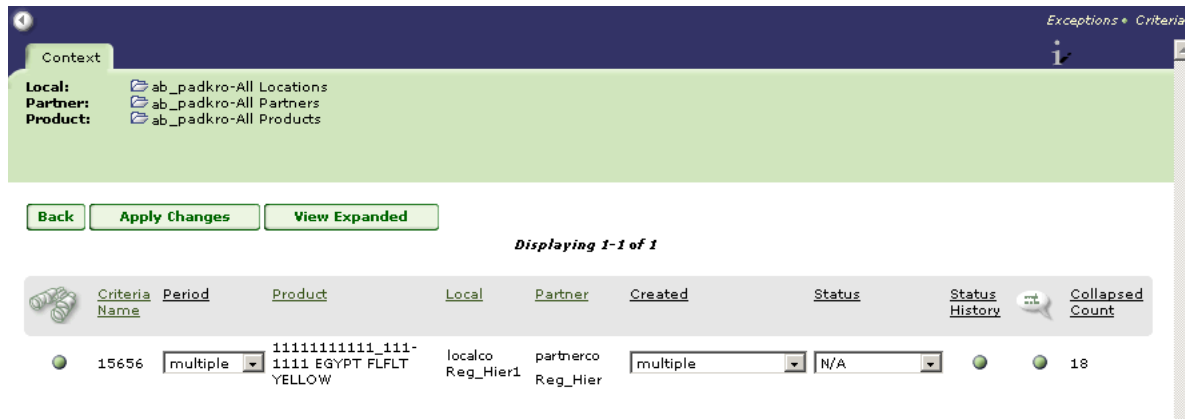 Exceptions • Criteria
Context
Local: ab_padkro-All Locations
Partner: ab_padkro-All Partners
Product: ab_padkro-All Products
Back Apply Changes View Expanded
Displaying 1-1 of 1
Criteria Period Product Local Partner Created Status Status Collapsed
Name History Count
11111111111_111-
15656 multiple 1111 EGYPT FLFLT localco partnerco multiple N/A 18
YELLOW Reg_Hier1 Reg_Hier